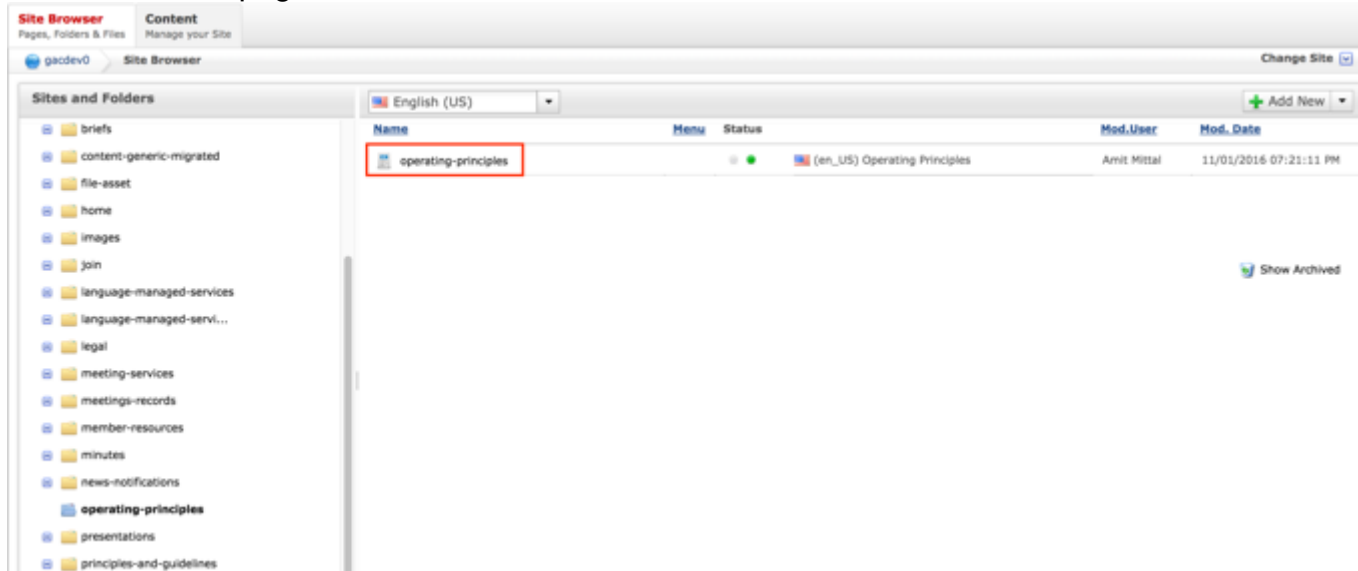 Site Browser
Pages, Folders & Files
Content
Manage your Site
gacdev0
Site Browser
Change Site
Sites and Folders
English (US)
Add New
briefs
content-generic-migrated
file-asset
home
images
join
language-managed-services
language-managed-servi...
legal
meeting-services
meetings-records
member-resources
minutes
news-notifications
operating-principles
presentations
principles-and-guidelines
Name Menu Status Mod.User Mod. Date
operating-principles (en_US) Operating Principles Amit Mittal 11/01/2016 07:21:11 PM
Show Archived